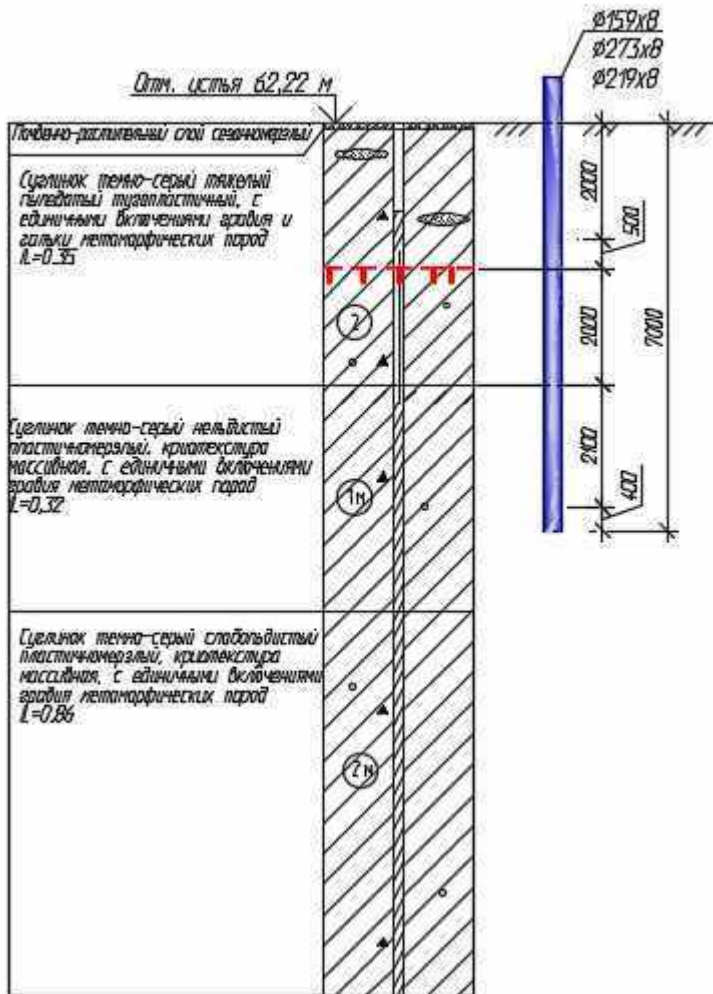 Ø159х8
Ø273х8
Ø219х8
Отм. устья 62,22 м
Почвенно-растительный слой сезонномерзлый
Суглинок темно-серый тяжелый
пылеватый тугопластичный, с
единичными включениями гравия и
гальки метаморфических пород
IL=0.35
2
Суглинок темно-серый нельдистый
пластичномерзлый, криотекстура
массивная, с единичными включениями
гравия метаморфических пород
IL=0,32
1м
Суглинок темно-серый слабольдистый
пластичномерзлый, криотекстура
массивная, с единичными включениями
гравия метаморфических пород
IL=0,86
2м
2000
500
2000
2100
400
7000